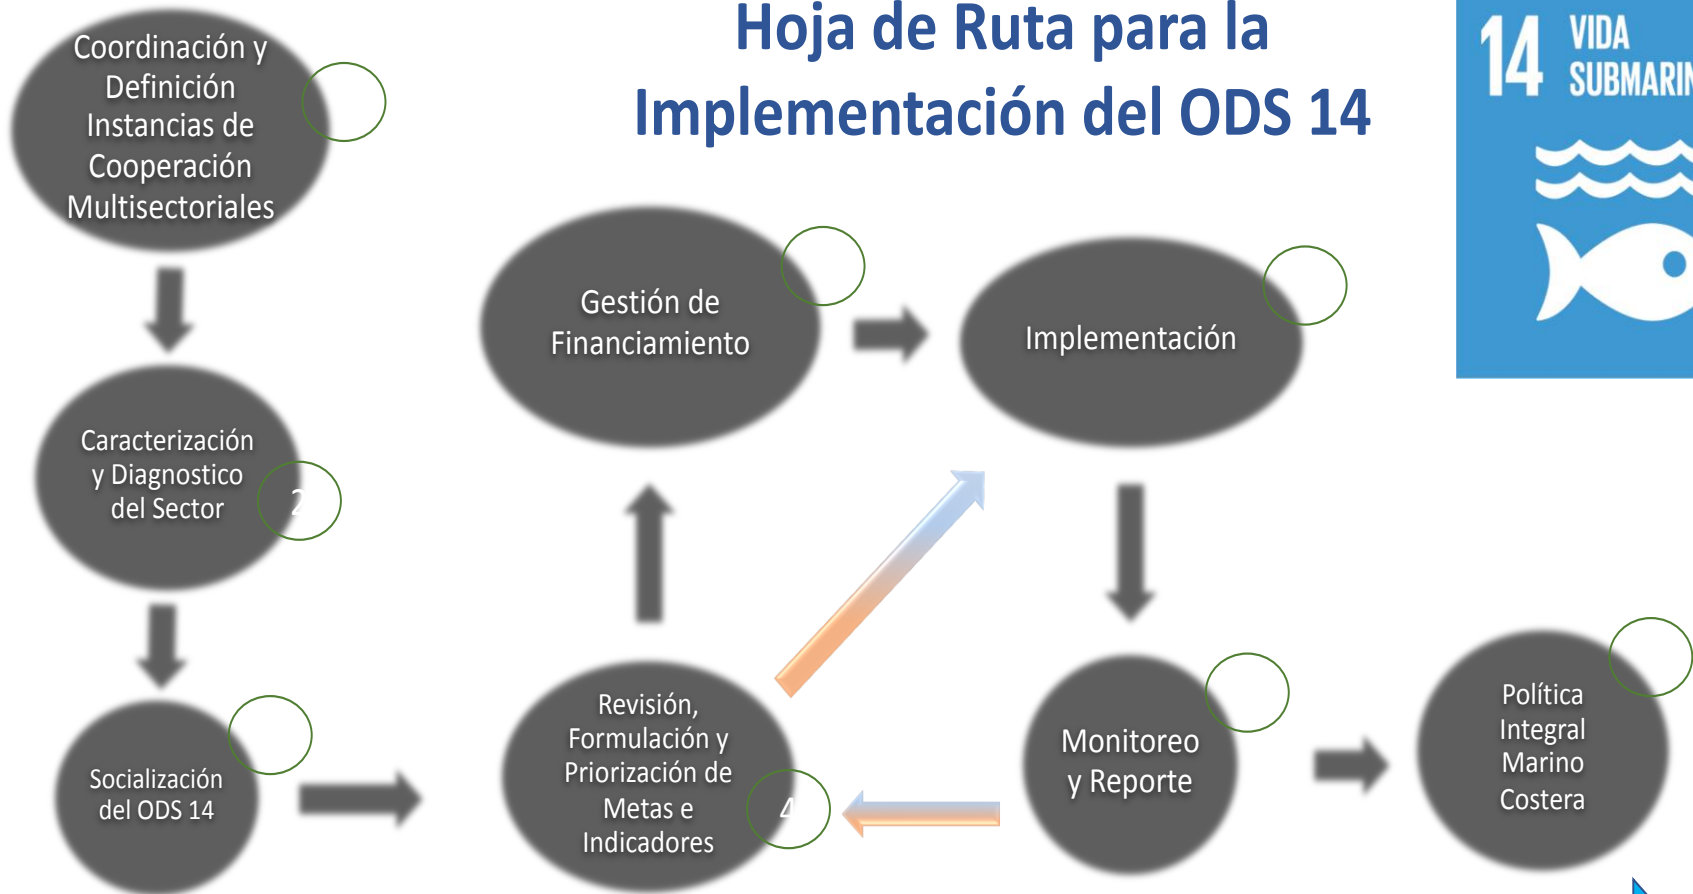 Hoja de Ruta para la
Implementación del ODS 14
14 VIDA
SUBMARIN
Coordinación y
Definición
Instancias de
Cooperación
Multisectoriales
Caracterización
y Diagnostico
del Sector
2
Socialización
del ODS 14
Gestión de
Financiamiento
Implementación
Revisión,
Formulación y
Priorización de
Metas e
Indicadores
4
Monitoreo
y Reporte
Política
Integral
Marino
Costera